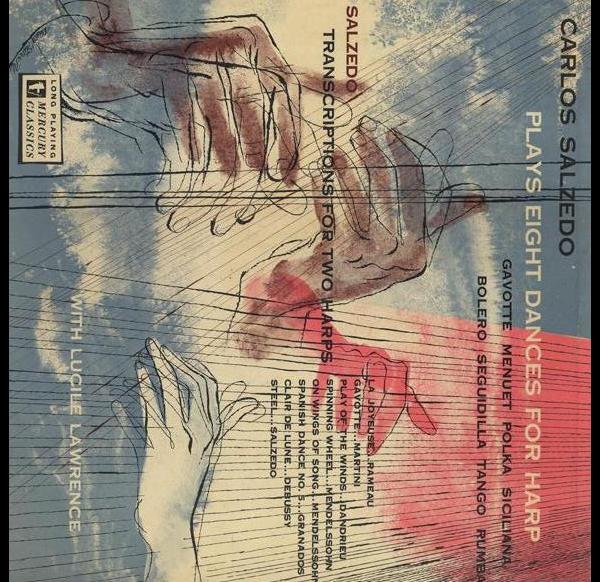 CARLOS SALZEDO
PLAYS EIGHT DANCES FOR HARP
GAVOTTE MENUET POLKA SICILIANA
BOLERO SEGUIDILLA TANGO RUMB
SALZEDO
TRANSCRIPTIONS FOR TWO HARPS
LA JOYEUSE..RAMEAU
GAVOTTE...MARTINI
PLAY OF THE WINDS...DANDRIEU
SPINNING WHEEL...MENDELSSOHN
ON WINGS OF SONG...MENDELSSOH
SPANISH DANCE NO. 5...GRANADOS
CLAIR DE LUNE...DEBUSSY
STEEL...SALZEDO
WITH LUCILE LAWRENCE
LONG PLAYING
MERCURY
CLASSICS